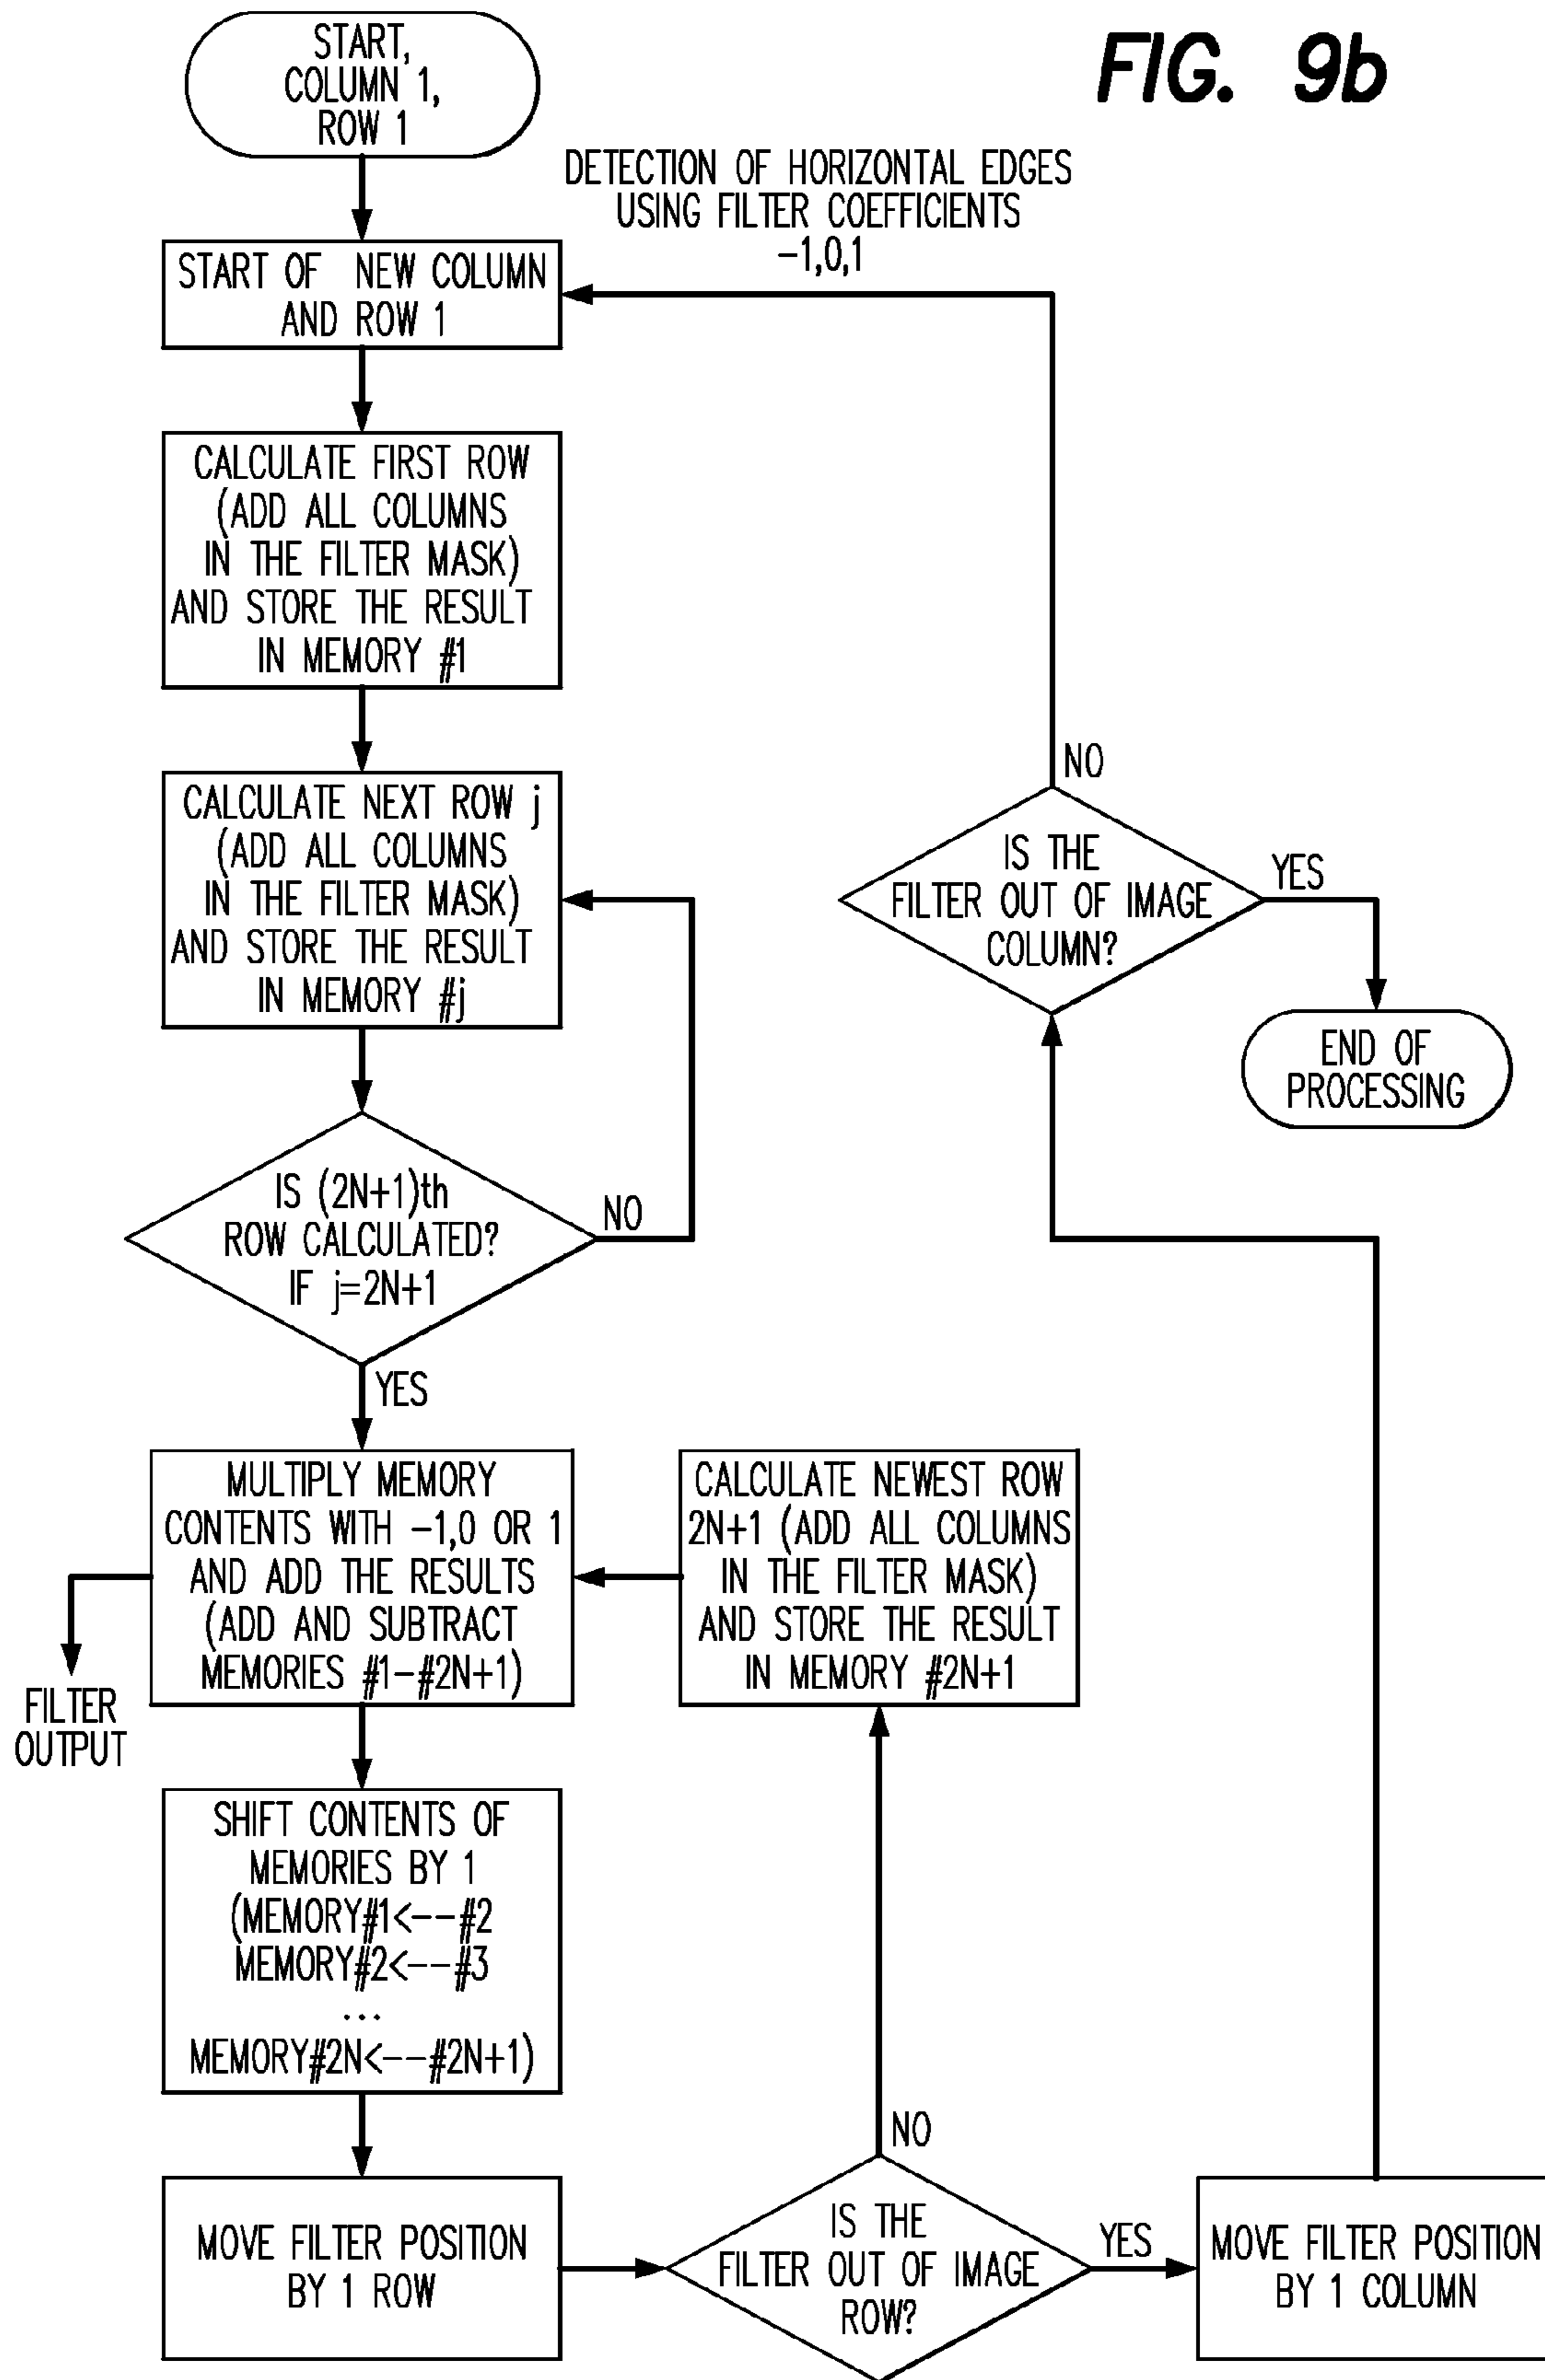 FIG. 9b
START,
COLUMN 1,
ROW 1
DETECTION OF HORIZONTAL EDGES
USING FILTER COEFFICIENTS
-1,0,1
START OF NEW COLUMN
AND ROW 1
CALCULATE FIRST ROW
(ADD ALL COLUMNS
IN THE FILTER MASK)
AND STORE THE RESULT
IN MEMORY #1
CALCULATE NEXT ROW j
(ADD ALL COLUMNS
IN THE FILTER MASK)
AND STORE THE RESULT
IN MEMORY #j
NO
IS THE
FILTER OUT OF IMAGE
COLUMN?
YES
END OF
PROCESSING
IS (2N+1)th
ROW CALCULATED?
IF j=2N+1
NO
YES
MULTIPLY MEMORY
CONTENTS WITH -1,0 OR 1
AND ADD THE RESULTS
(ADD AND SUBTRACT
MEMORIES #1-#2N+1)
CALCULATE NEWEST ROW
2N+1 (ADD ALL COLUMNS
IN THE FILTER MASK)
AND STORE THE RESULT
IN MEMORY #2N+1
FILTER
OUTPUT
SHIFT CONTENTS OF
MEMORIES BY 1
(MEMORY#1<--#2
MEMORY#2<--#3
...
MEMORY#2N<--#2N+1)
MOVE FILTER POSITION
BY 1 ROW
NO
IS THE
FILTER OUT OF IMAGE
ROW?
YES
MOVE FILTER POSITION
BY 1 COLUMN